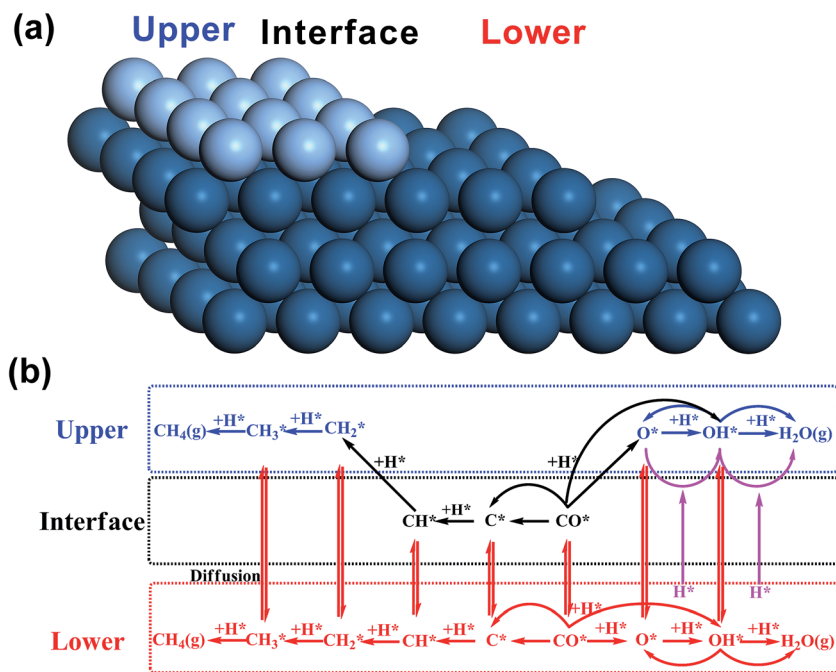 (a)
Upper Interface Lower
(b)
Upper
CH₄(g) +H* CH₃* +H* CH₂*
O* +H* OH* +H* H₂O(g)
+H* +H*
Interface
CH* +H* C* CO*
Diffusion
H* H*
+H*
Lower
CH₄(g) +H* CH₃* +H* CH₂* +H* CH* +H* C* CO* +H* O* +H* OH* +H* H₂O(g)